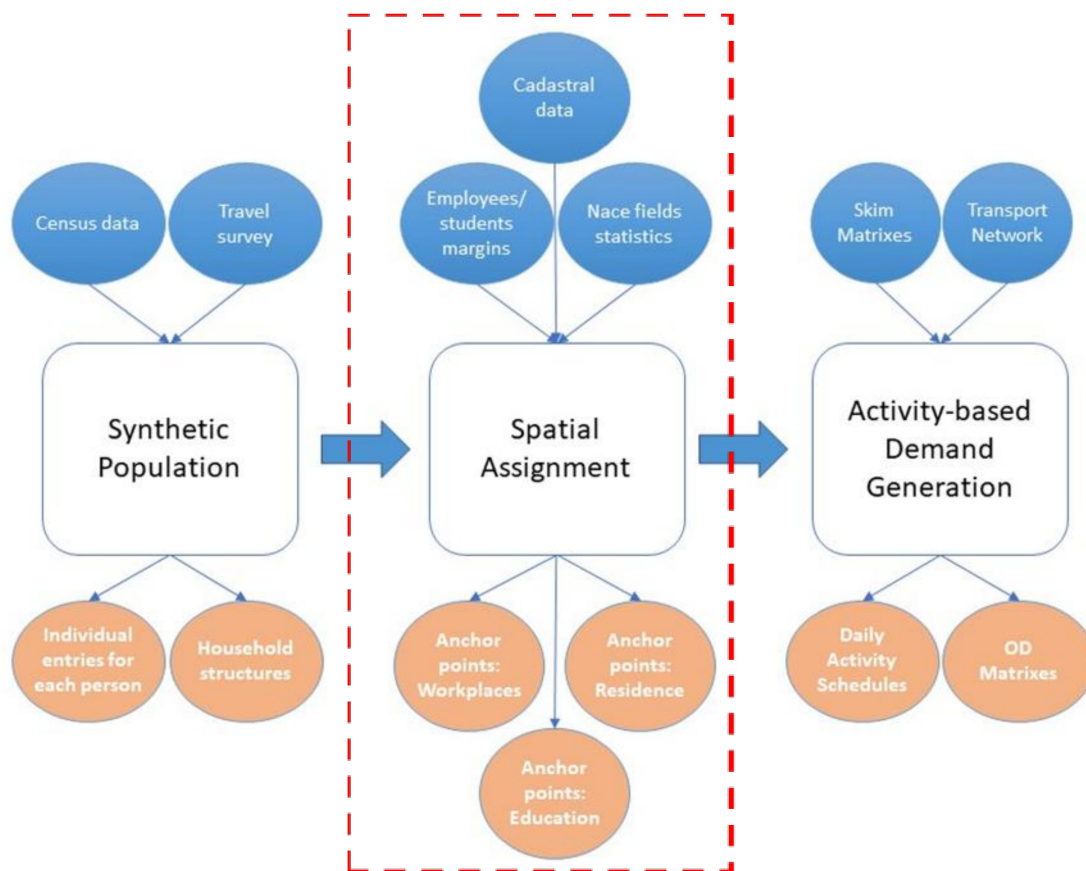 Cadastral
data
Census data
Travel
survey
Employees/
students
margins
Nace fields
statistics
Skim
Matrixes
Transport
Network
Synthetic
Population
Spatial
Assignment
Activity-based
Demand
Generation
Individual
entries for
each person
Household
structures
Anchor
points:
Workplaces
Anchor
points:
Residence
Anchor
points:
Education
Daily
Activity
Schedules
OD
Matrixes